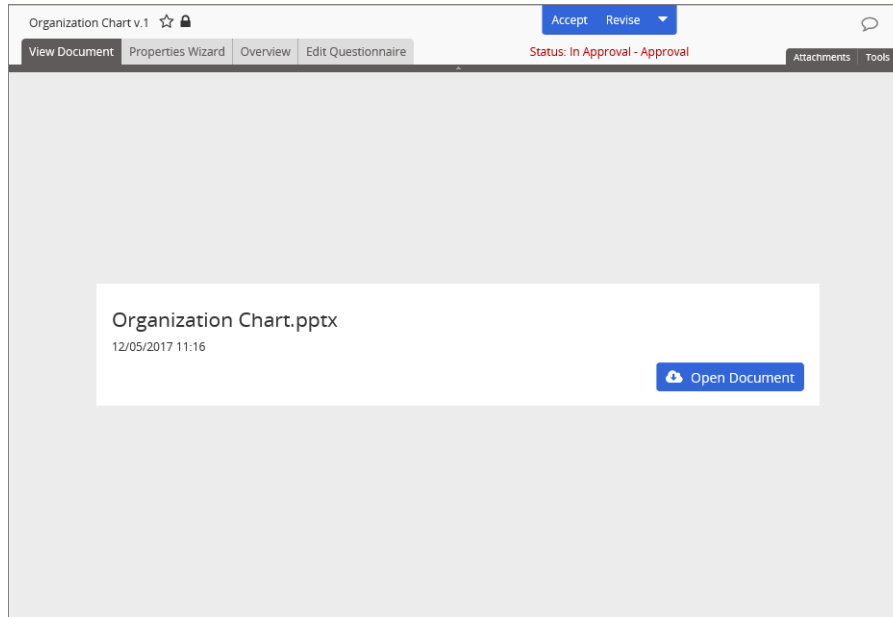 Organization Chart v.1
Accept Revise
View Document Properties Wizard Overview Edit Questionnaire
Status: In Approval - Approval
Attachments Tools
Organization Chart.pptx
12/05/2017 11:16
Open Document